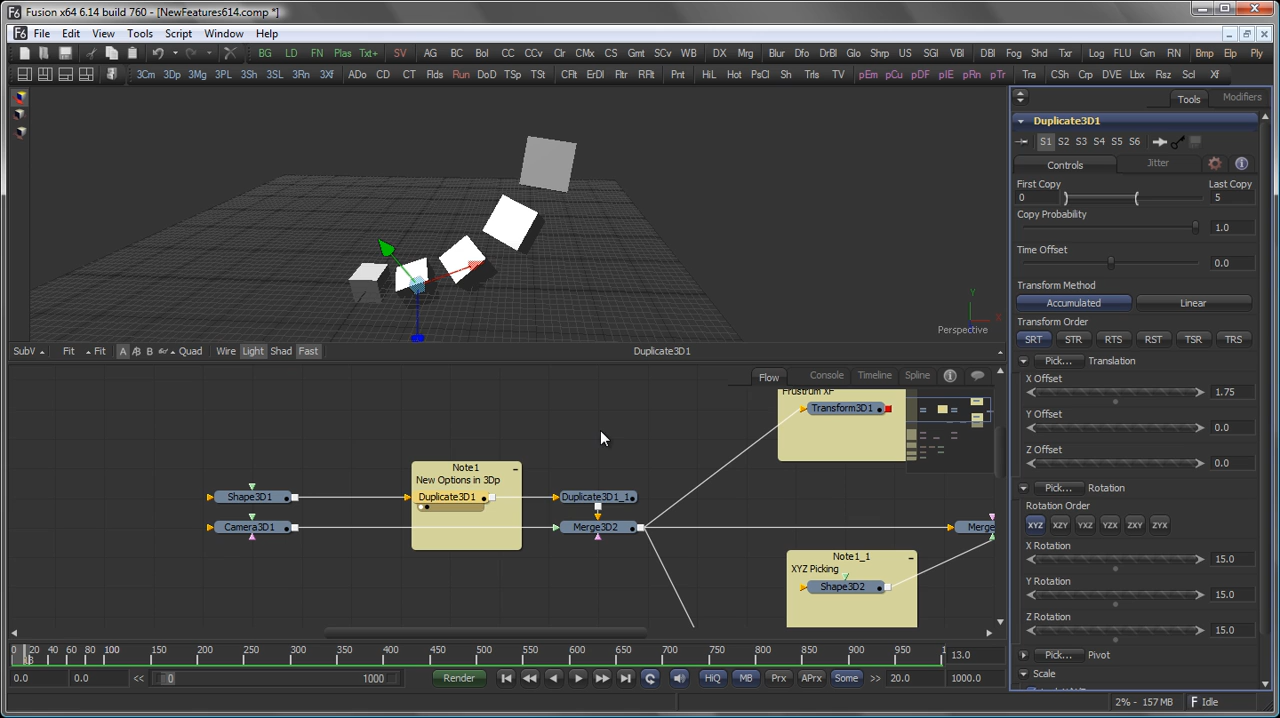 Fusion x64 6.14 build 760 - [NewFeatures614.comp *]
File Edit View Tools Script Window Help
BG LD FN Plas Txt+ SV AG BC Bol CC CCv Clr CMx CS Gmt SCv WB DX Mrg Blur Dfo DrBl Glo Shrp US SGl VBl DBl Fog Shd Txr Log FLU Gm RN Bmp Elp Ply
3Cm 3Dp 3Mg 3PL 3Sh 3SL 3Rn 3Xf ADo CD CT Flds Run DoD TSp TSt CFlt ErDl Fltr RFlt Pnt HiL Hot PsCl Sh Trls TV pEm pCu pDF pIE pRn pTr Tra CSh Crp DVE Lbx Rsz Scl Xf
Tools Modifiers
Duplicate3D1
S1 S2 S3 S4 S5 S6
Controls Jitter
First Copy Last Copy
0 5
Copy Probability
1.0
Time Offset
0.0
Transform Method
Accumulated Linear
Transform Order
SRT STR RTS RST TSR TRS
Pick... Translation
X Offset
1.75
Y Offset
0.0
Z Offset
0.0
Pick... Rotation
Rotation Order
XYZ XZY YXZ YZX ZXY ZYX
X Rotation
15.0
Y Rotation
15.0
Z Rotation
15.0
Pick... Pivot
Scale
Y
X
Perspective
SubV Fit Fit A B Quad Wire Light Shad Fast Duplicate3D1
Flow Console Timeline Spline
Frustrum XF
Transform3D1
Note1
New Options in 3Dp
Shape3D1 Duplicate3D1 Duplicate3D1_1
Camera3D1 Merge3D2 Merge
Note1_1
XYZ Picking
Shape3D2
0 20 40 60 80 100 150 200 250 300 350 400 450 500 550 600 650 700 750 800 850 900 950 13.0
0.0 0.0 << 0 1000 Render HiQ MB Prx APrx Some >> 20.0 1000.0
2% - 157 MB Idle